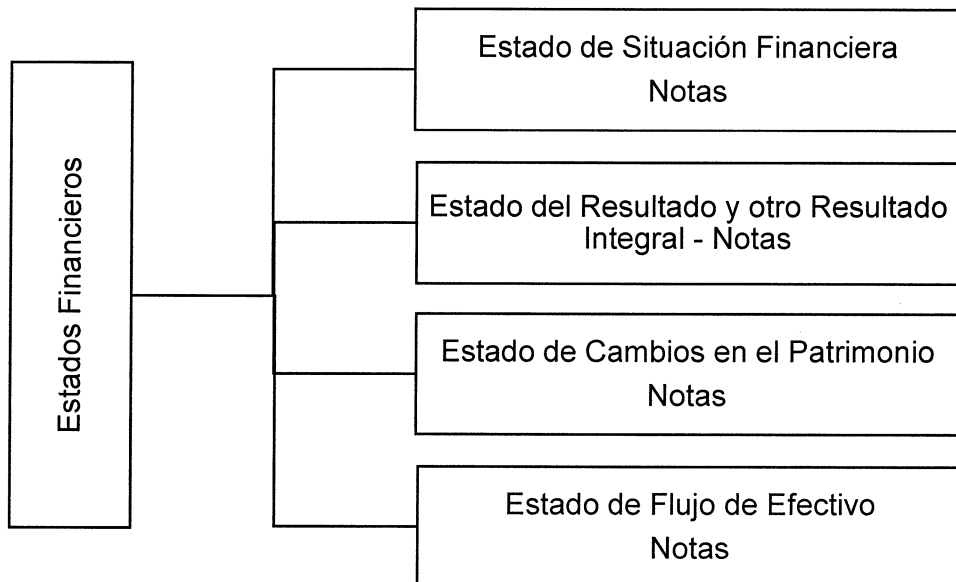 Estados Financieros
Estado de Situación Financiera
Notas
Estado del Resultado y otro Resultado
Integral - Notas
Estado de Cambios en el Patrimonio
Notas
Estado de Flujo de Efectivo
Notas